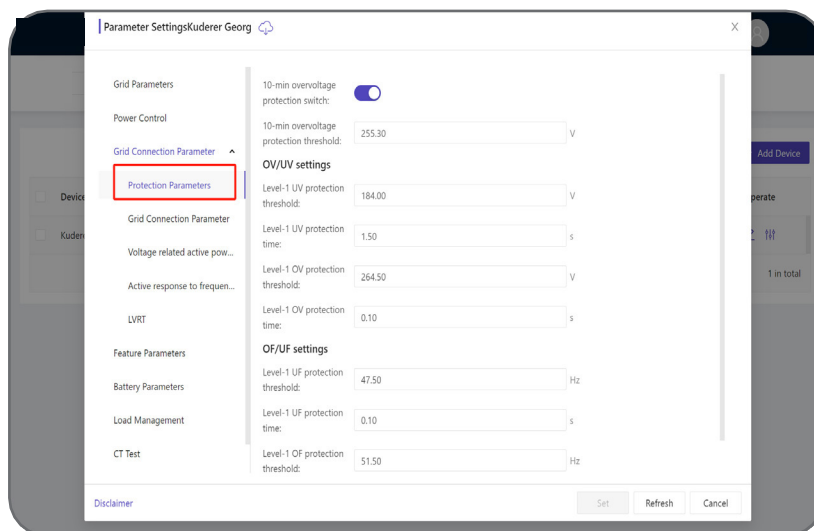 Parameter SettingsKuderer Georg
X
Grid Parameters
Power Control
Grid Connection Parameter
Protection Parameters
Grid Connection Parameter
Voltage related active pow...
Active response to frequen...
LVRT
Feature Parameters
Battery Parameters
Load Management
CT Test
10-min overvoltage
protection switch:
10-min overvoltage
protection threshold:
255.30
V
OV/UV settings
Level-1 UV protection
threshold:
184.00
V
Level-1 UV protection
time:
1.50
s
Level-1 OV protection
threshold:
264.50
V
Level-1 OV protection
time:
0.10
s
OF/UF settings
Level-1 UF protection
threshold:
47.50
Hz
Level-1 UF protection
time:
0.10
s
Level-1 OF protection
threshold:
51.50
Hz
Disclaimer
Set
Refresh
Cancel
Add Device
Device
perate
Kuder
1 in total